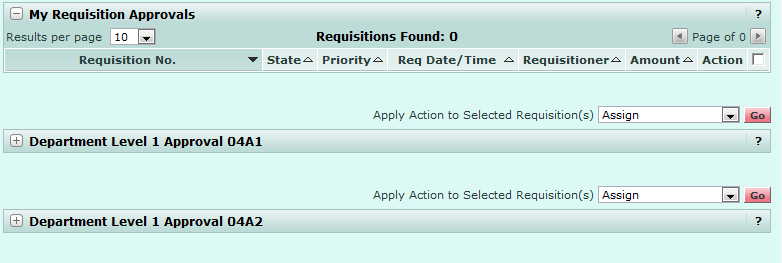 My Requisition Approvals ?
Results per page 10 Requisitions Found: 0 Page of 0
Requisition No. State Priority Req Date/Time Requisitioner Amount Action
Apply Action to Selected Requisition(s) Assign Go
Department Level 1 Approval 04A1 ?
Apply Action to Selected Requisition(s) Assign Go
Department Level 1 Approval 04A2 ?